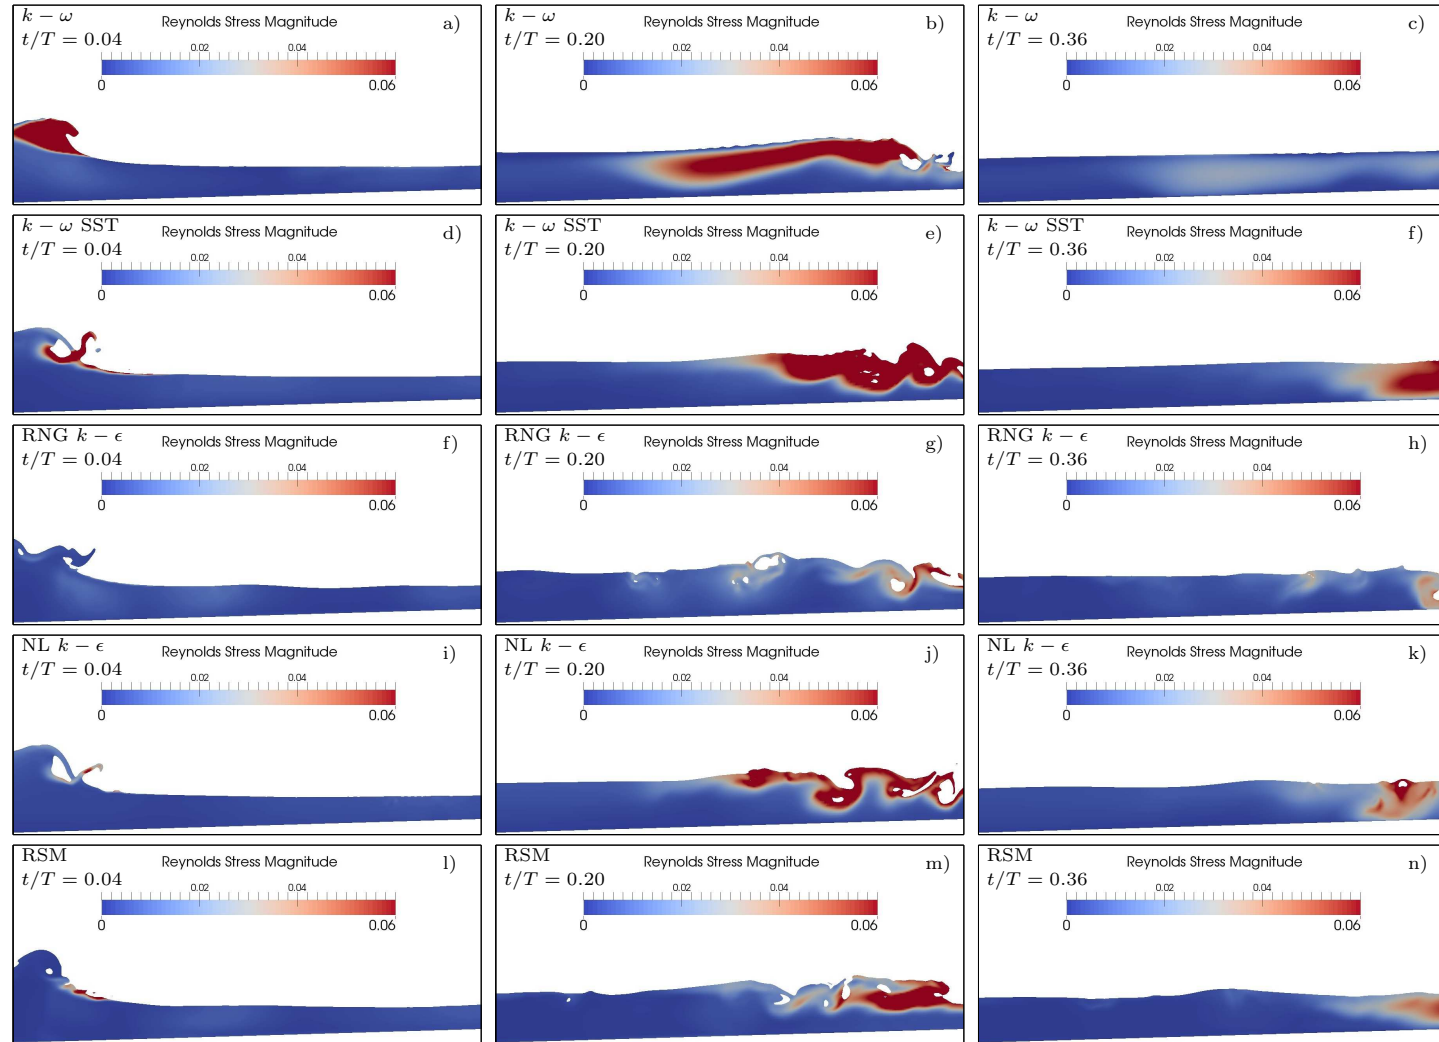 k − ω
t/T = 0.04
Reynolds Stress Magnitude
a)
0.02 0.04
0 0.06
k − ω
t/T = 0.20
Reynolds Stress Magnitude
b)
0.02 0.04
0 0.06
k − ω
t/T = 0.36
Reynolds Stress Magnitude
c)
0.02 0.04
0 0.06
k − ω SST
t/T = 0.04
Reynolds Stress Magnitude
d)
0.02 0.04
0 0.06
k − ω SST
t/T = 0.20
Reynolds Stress Magnitude
e)
0.02 0.04
0 0.06
k − ω SST
t/T = 0.36
Reynolds Stress Magnitude
f)
0.02 0.04
0 0.06
RNG k − ϵ
t/T = 0.04
Reynolds Stress Magnitude
f)
0.02 0.04
0 0.06
RNG k − ϵ
t/T = 0.20
Reynolds Stress Magnitude
g)
0.02 0.04
0 0.06
RNG k − ϵ
t/T = 0.36
Reynolds Stress Magnitude
h)
0.02 0.04
0 0.06
NL k − ϵ
t/T = 0.04
Reynolds Stress Magnitude
i)
0.02 0.04
0 0.06
NL k − ϵ
t/T = 0.20
Reynolds Stress Magnitude
j)
0.02 0.04
0 0.06
NL k − ϵ
t/T = 0.36
Reynolds Stress Magnitude
k)
0.02 0.04
0 0.06
RSM
t/T = 0.04
Reynolds Stress Magnitude
l)
0.02 0.04
0 0.06
RSM
t/T = 0.20
Reynolds Stress Magnitude
m)
0.02 0.04
0 0.06
RSM
t/T = 0.36
Reynolds Stress Magnitude
n)
0.02 0.04
0 0.06